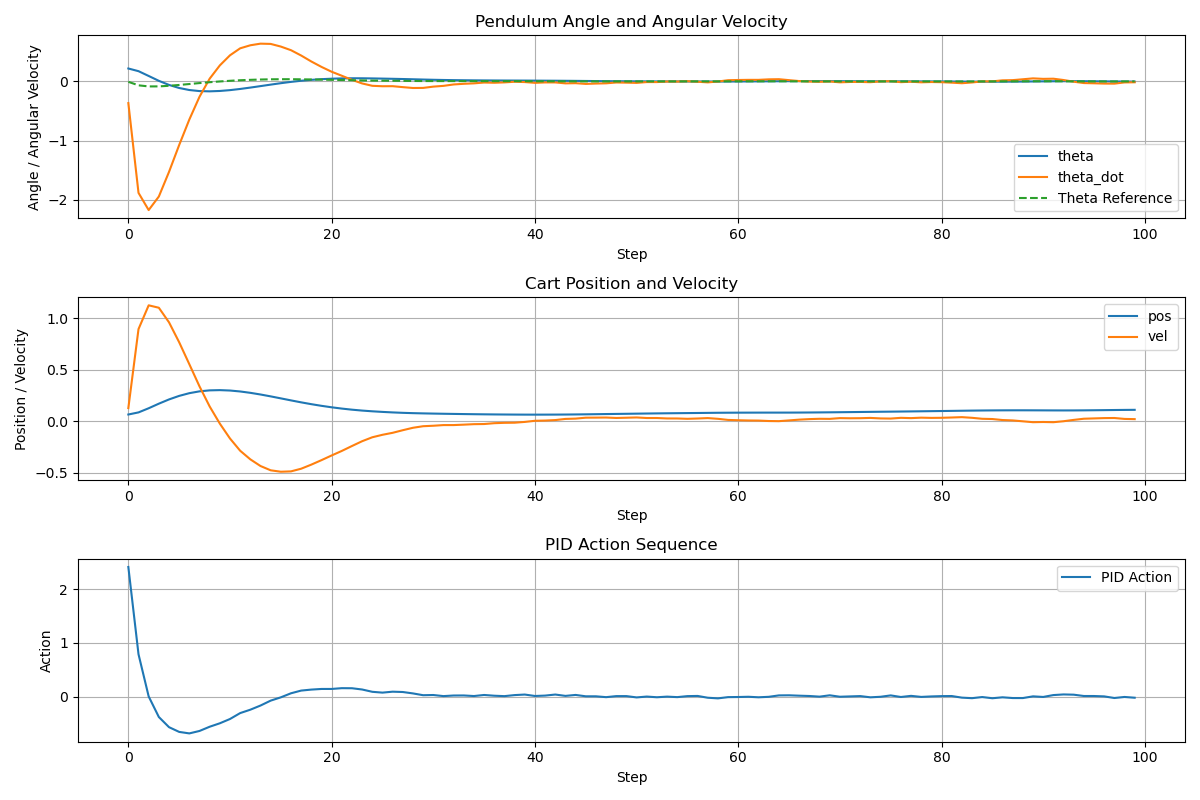 Pendulum Angle and Angular Velocity
Angle / Angular Velocity
0
−1
−2
theta
theta_dot
Theta Reference
0 20 40 60 80 100
Step
Cart Position and Velocity
Position / Velocity
1.0
0.5
0.0
−0.5
pos
vel
0 20 40 60 80 100
Step
PID Action Sequence
Action
2
1
0
PID Action
0 20 40 60 80 100
Step